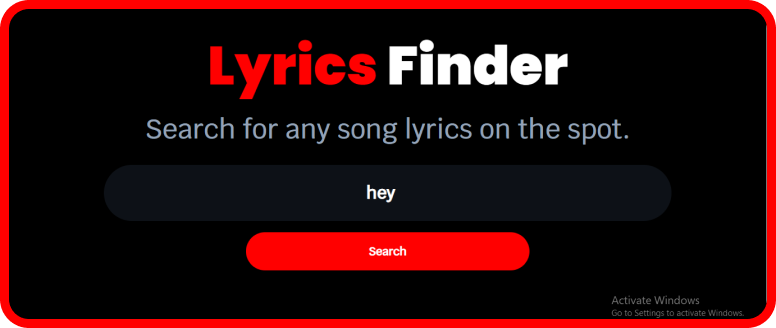 Lyrics Finder
Search for any song lyrics on the spot.
hey
Search
Activate Windows
Go to Settings to activate Windows.